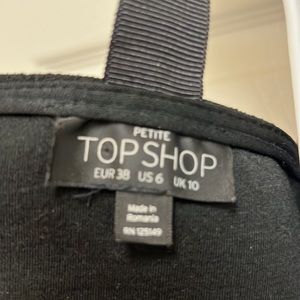 PETITE
TOPSHOP
EUR 38 US 6 UK 10
Made in
Romania
RN 125149